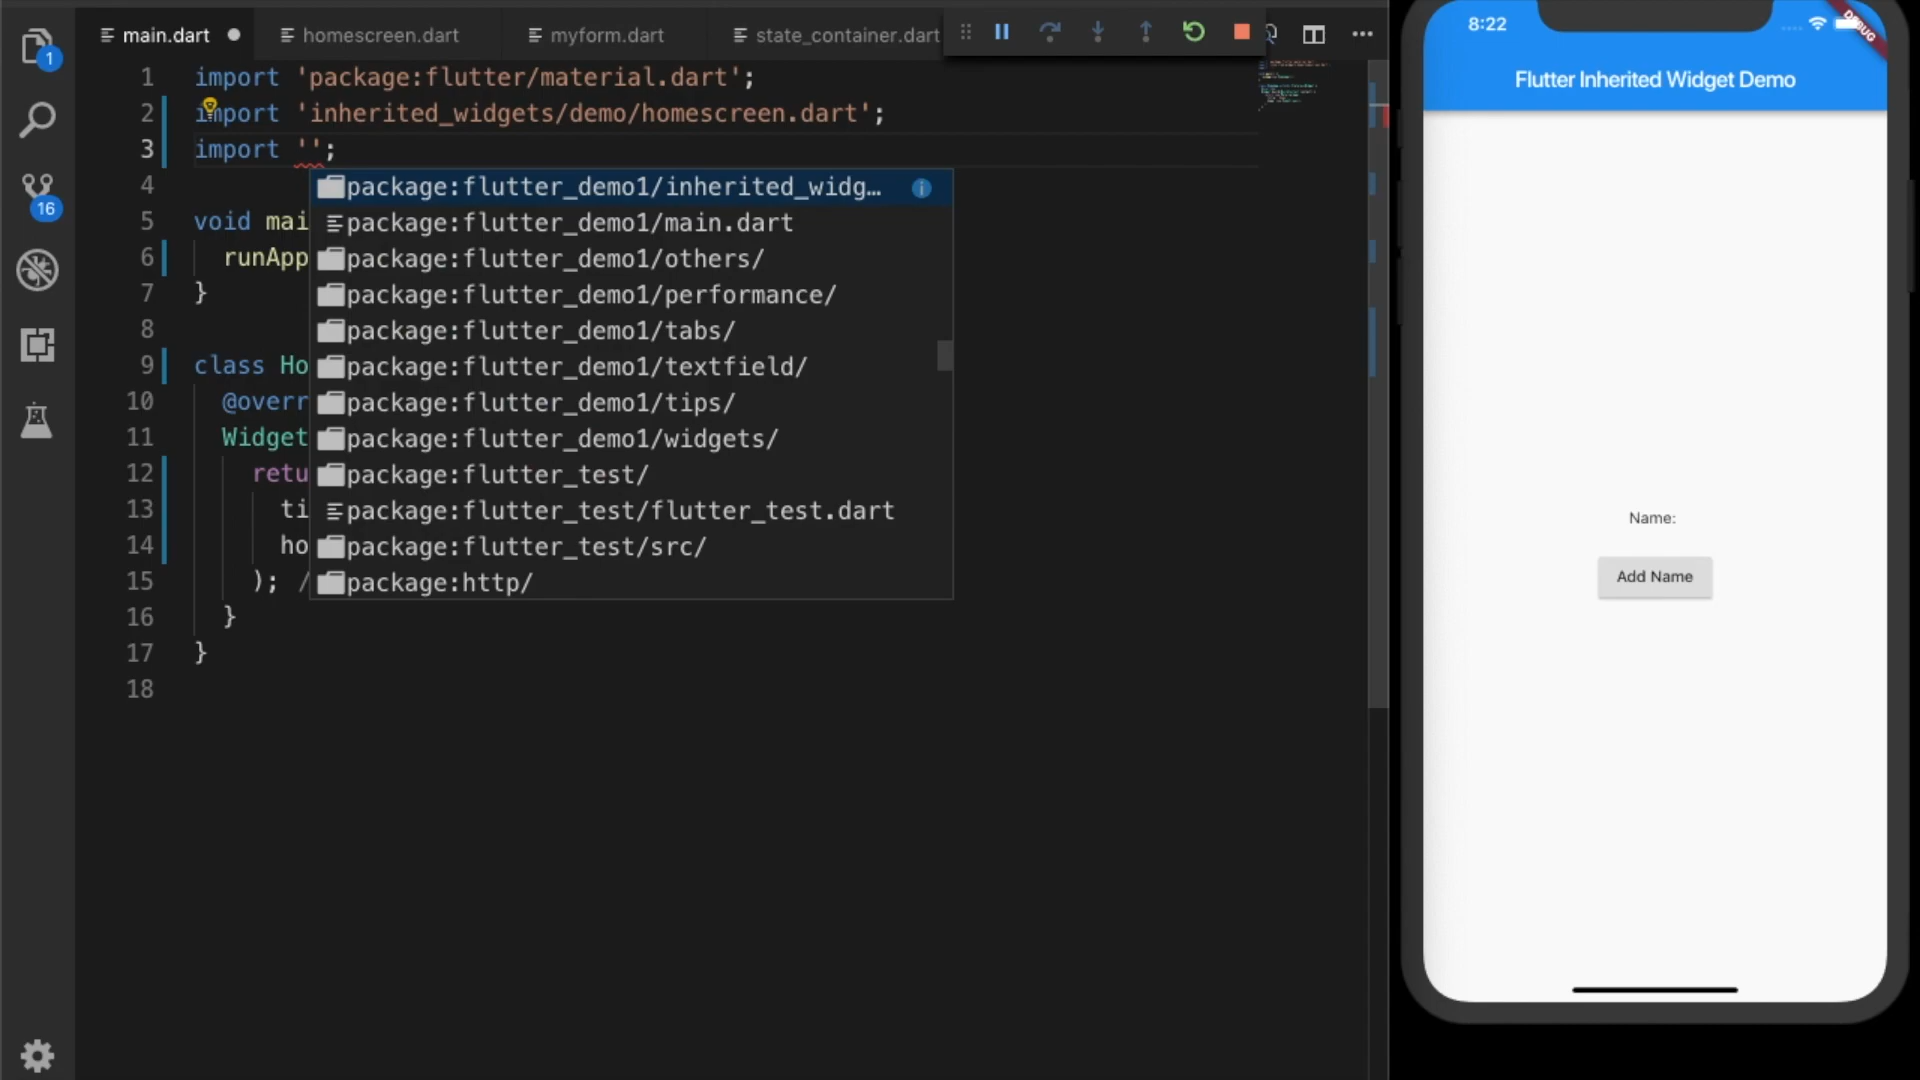 main.dart
homescreen.dart
myform.dart
state_container.dart
1
16
1 import 'package:flutter/material.dart';
2 import 'inherited_widgets/demo/homescreen.dart';
3 import '';
4
5 void mai
6 runApp
7 }
8
9 class Ho
10 @overr
11 Widget
12 retu
13 ti
14 ho
15 ); /
16 }
17 }
18
package:flutter_demo1/inherited_widg…
package:flutter_demo1/main.dart
package:flutter_demo1/others/
package:flutter_demo1/performance/
package:flutter_demo1/tabs/
package:flutter_demo1/textfield/
package:flutter_demo1/tips/
package:flutter_demo1/widgets/
package:flutter_test/
package:flutter_test/flutter_test.dart
package:flutter_test/src/
package:http/
8:22
DEBUG
Flutter Inherited Widget Demo
Name:
Add Name